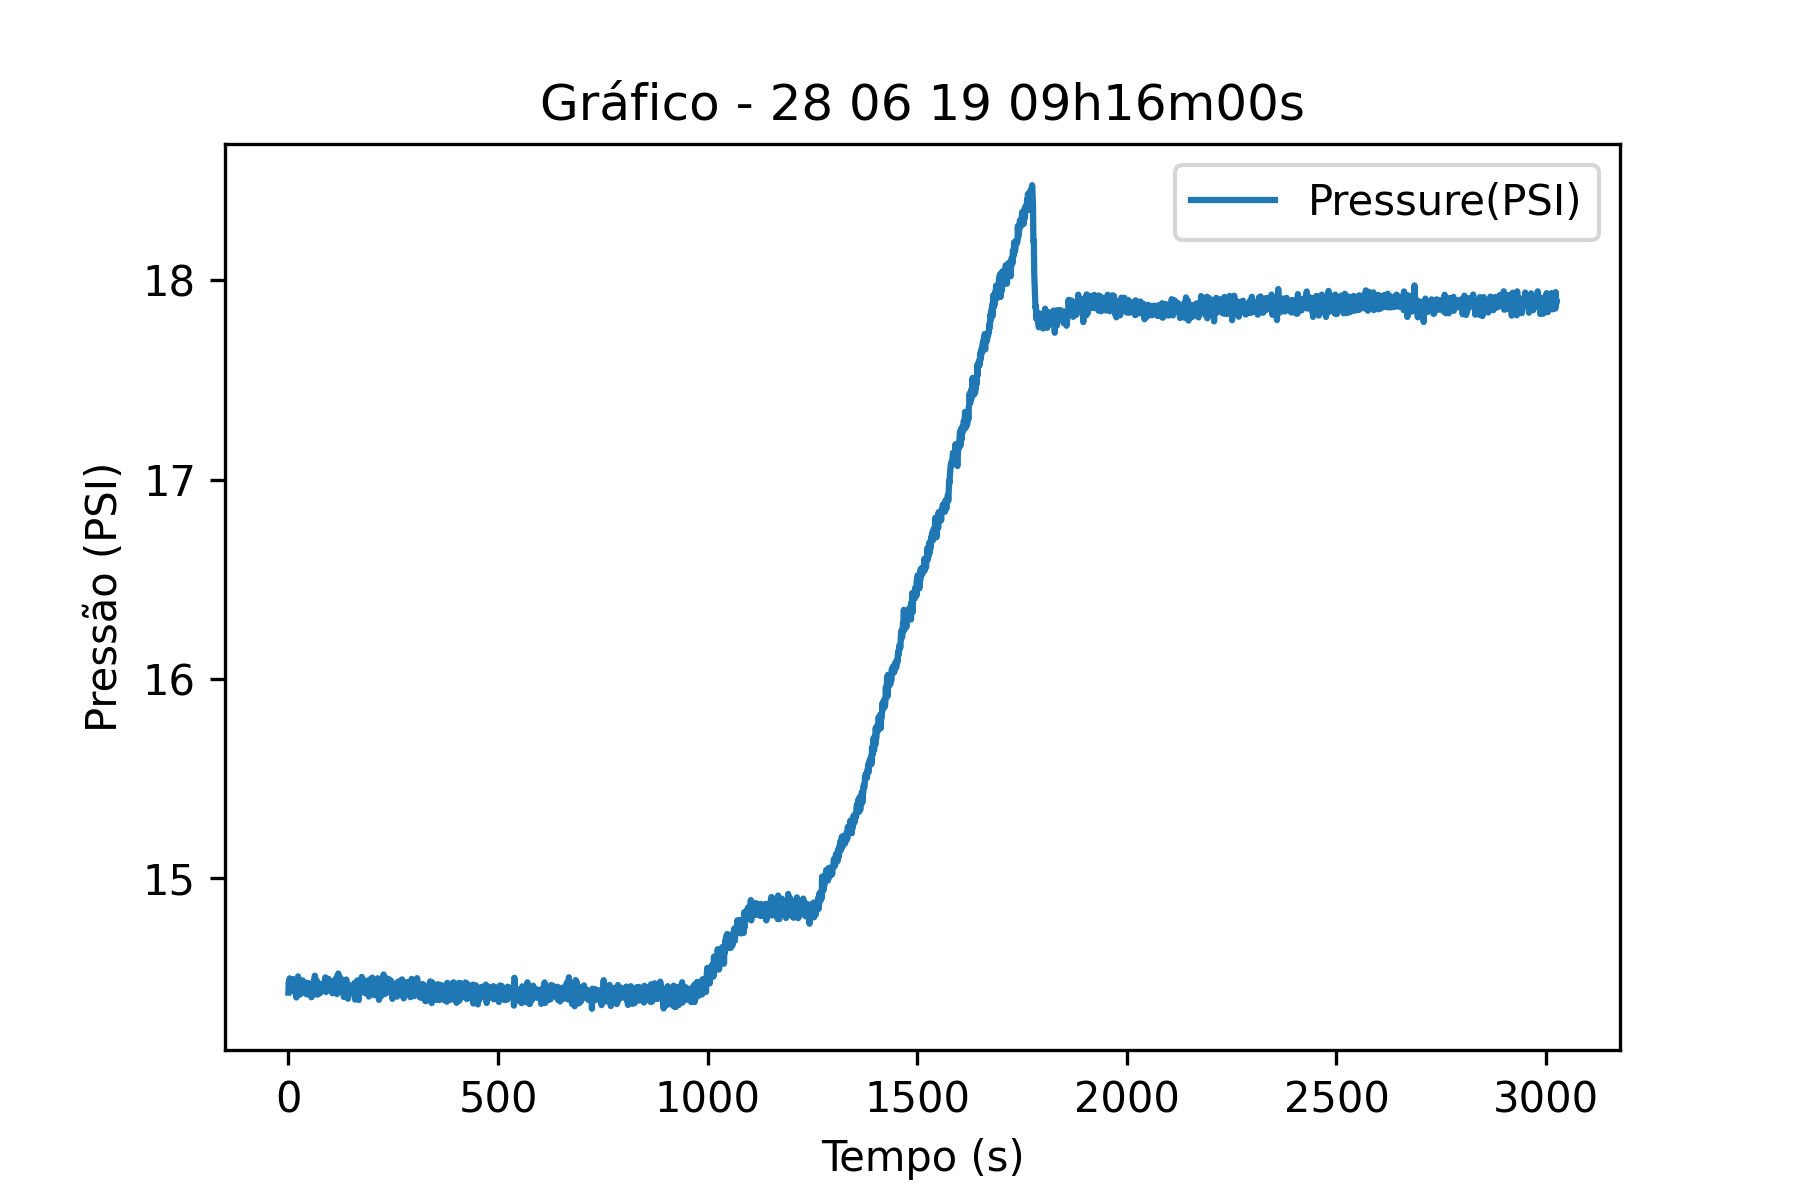 Gráfico - 28 06 19 09h16m00s
Pressure(PSI)
18
17
16
15
Pressão (PSI)
0 500 1000 1500 2000 2500 3000
Tempo (s)